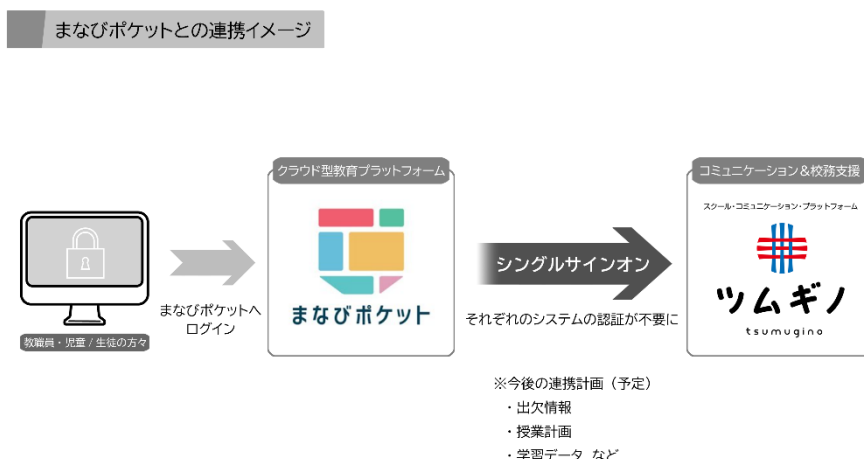 まなびポケットとの連携イメージ
クラウド型教育プラットフォーム
コミュニケーション&校務支援
スクール・コミュニケーション・プラットフォーム
まなびポケットへ
ログイン
まなびポケット
シングルサインオン
それぞれのシステムの認証が不要に
ツムギノ
tsumugino
教職員・児童/生徒の方々
※今後の連携計画(予定)
・出欠情報
・授業計画
・学習データ など